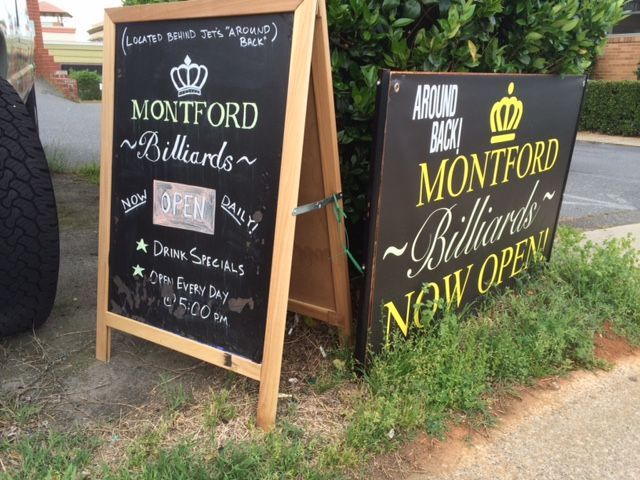 (LOCATED BEHIND JET'S "AROUND BACK")
MONTFORD
~Billiards~
NOW OPEN DAILY!
DRINK SPECIALS
OPEN EVERY DAY
@ 5:00 P.M.
AROUND
BACK!
MONTFORD
~Billiards~
NOW OPEN!